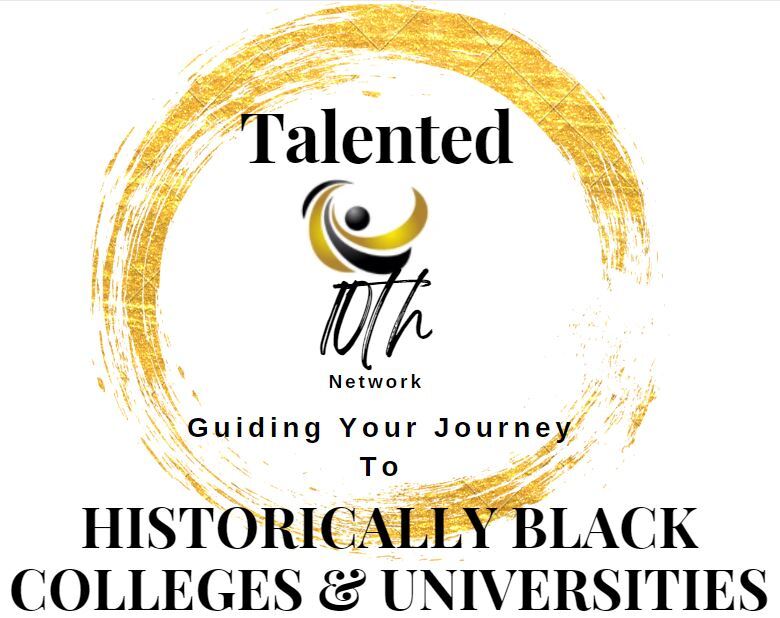 Talented
10th
Network
Guiding Your Journey
To
HISTORICALLY BLACK
COLLEGES & UNIVERSITIES